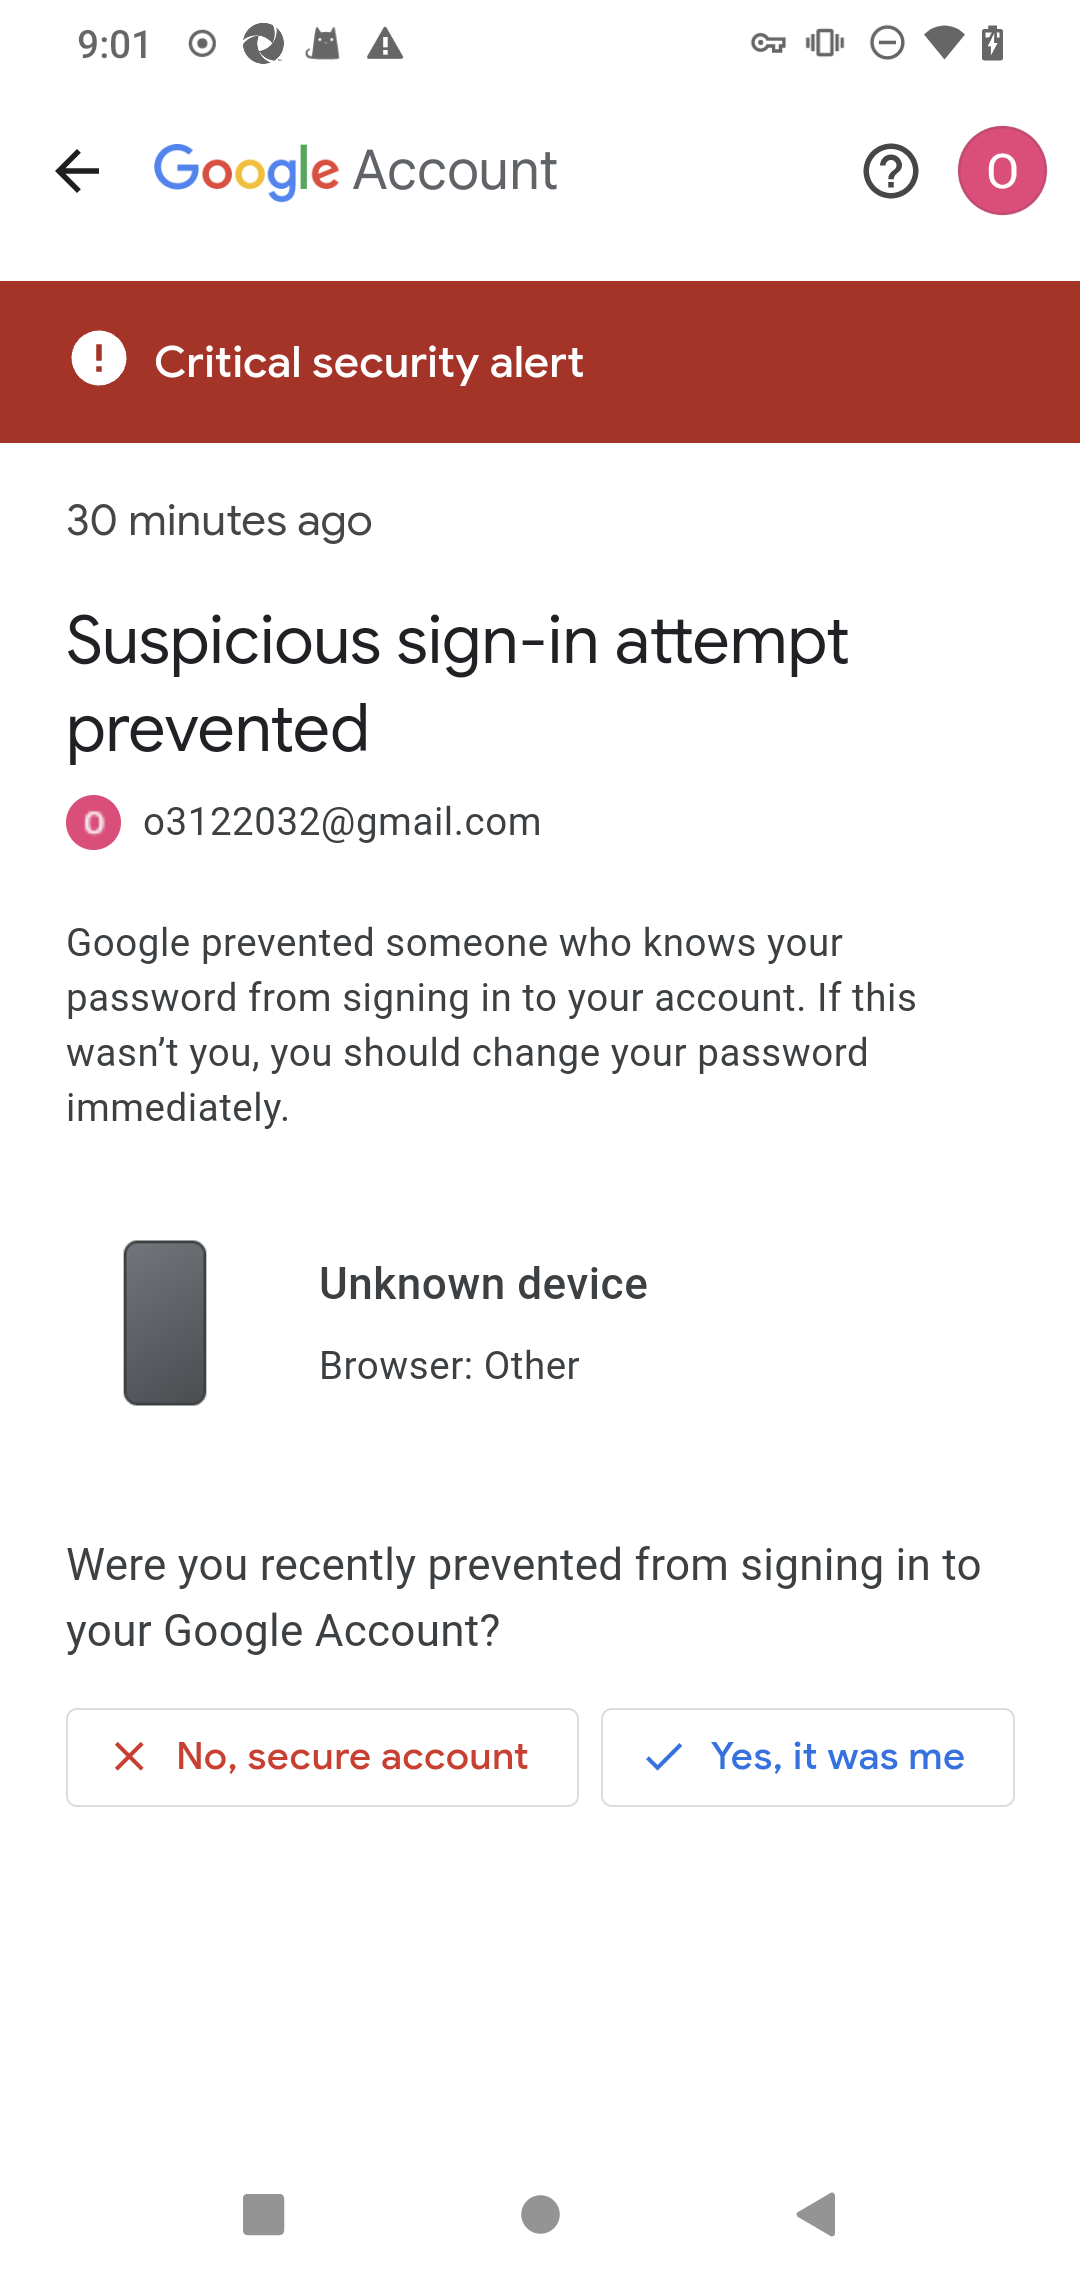 9:01
Google Account
O
Critical security alert
30 minutes ago
Suspicious sign-in attempt
prevented
O o3122032@gmail.com
Google prevented someone who knows your
password from signing in to your account. If this
wasn’t you, you should change your password
immediately.
Unknown device
Browser: Other
Were you recently prevented from signing in to
your Google Account?
No, secure account
Yes, it was me